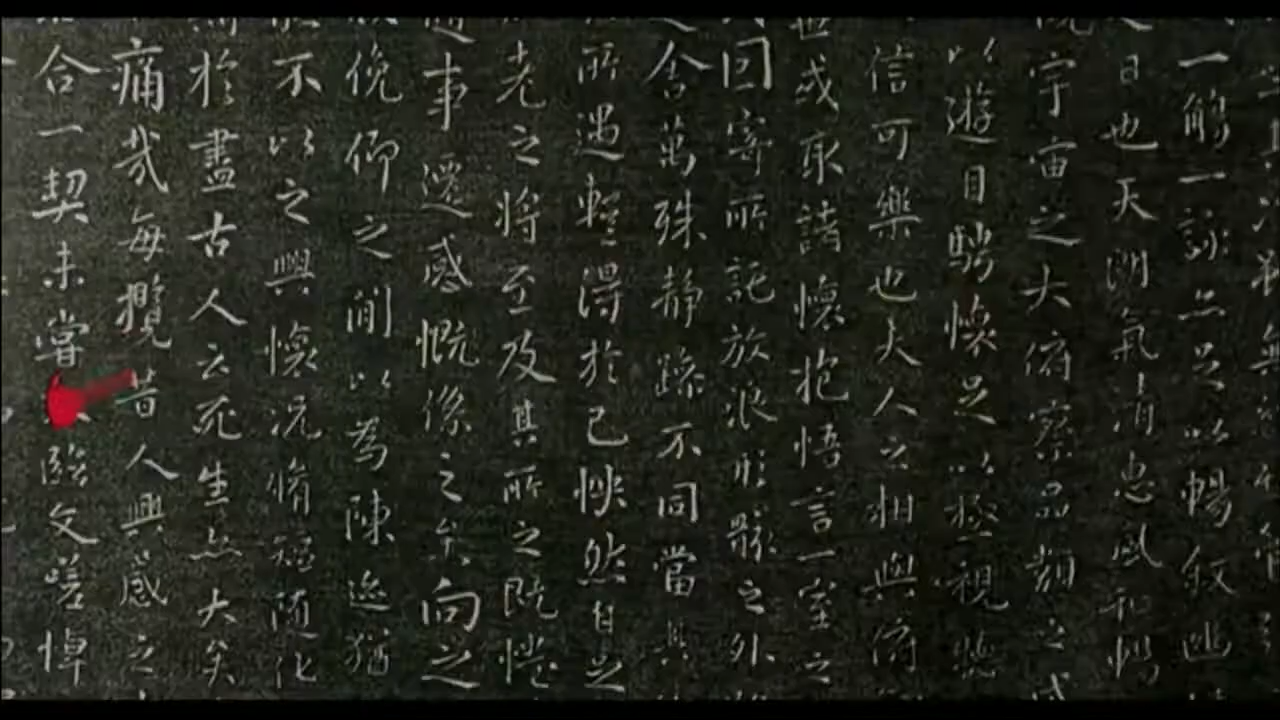 一觴一詠亦足以暢敘幽
日也天朗氣清惠風和暢
宇宙之大俯察品類之盛
以遊目騁懷足以極視聽
信可樂也夫人之相與俯
世或取諸懷抱悟言一室之
因寄所託放浪形骸之外
舍萬殊靜躁不同當其
所遇蹔得於己怏然自足
老之將至及其所之既惓
事遷感慨係之矣向之
俛仰之閒以為陳迹猶
不以之興懷況脩短隨化
於盡古人云死生亦大矣
痛哉每攬昔人興感之
合一契未嘗臨文嗟悼